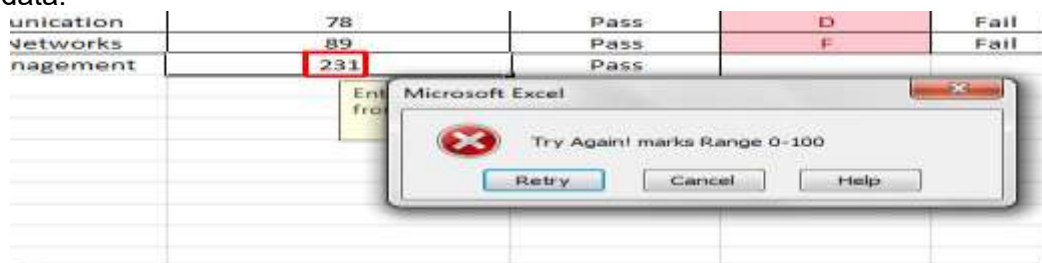 data.
unication 78 Pass D Fail
Networks 89 Pass F Fail
nagement 231 Pass
Ent
fro
Microsoft Excel
Try Again! marks Range 0-100
Retry Cancel Help